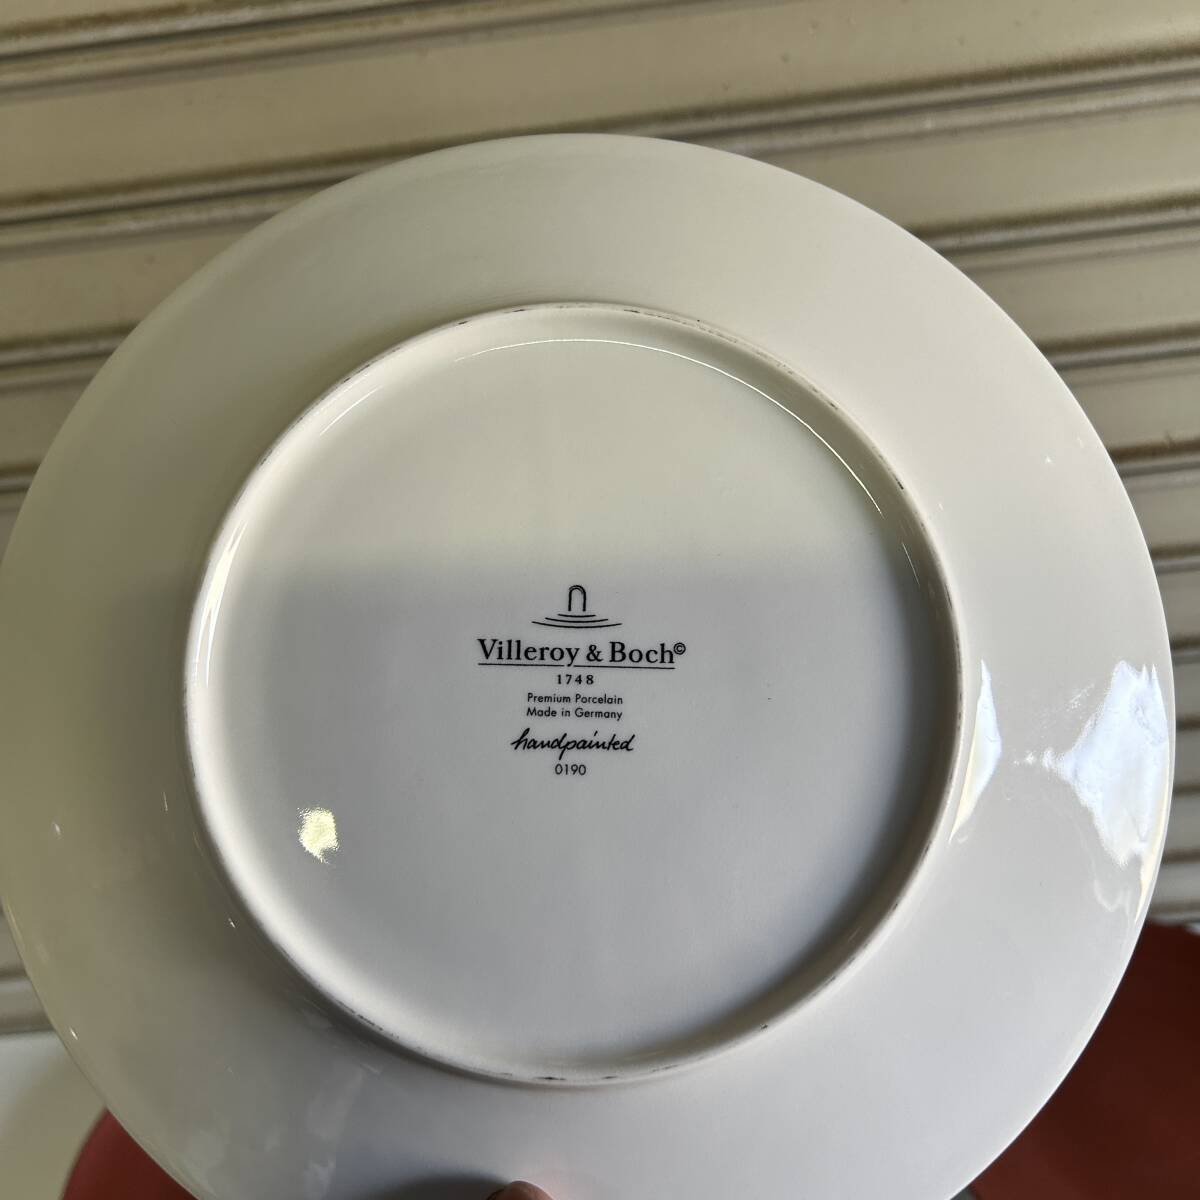 Villeroy & Boch©
1748
Premium Porcelain
Made in Germany
handpainted
0190